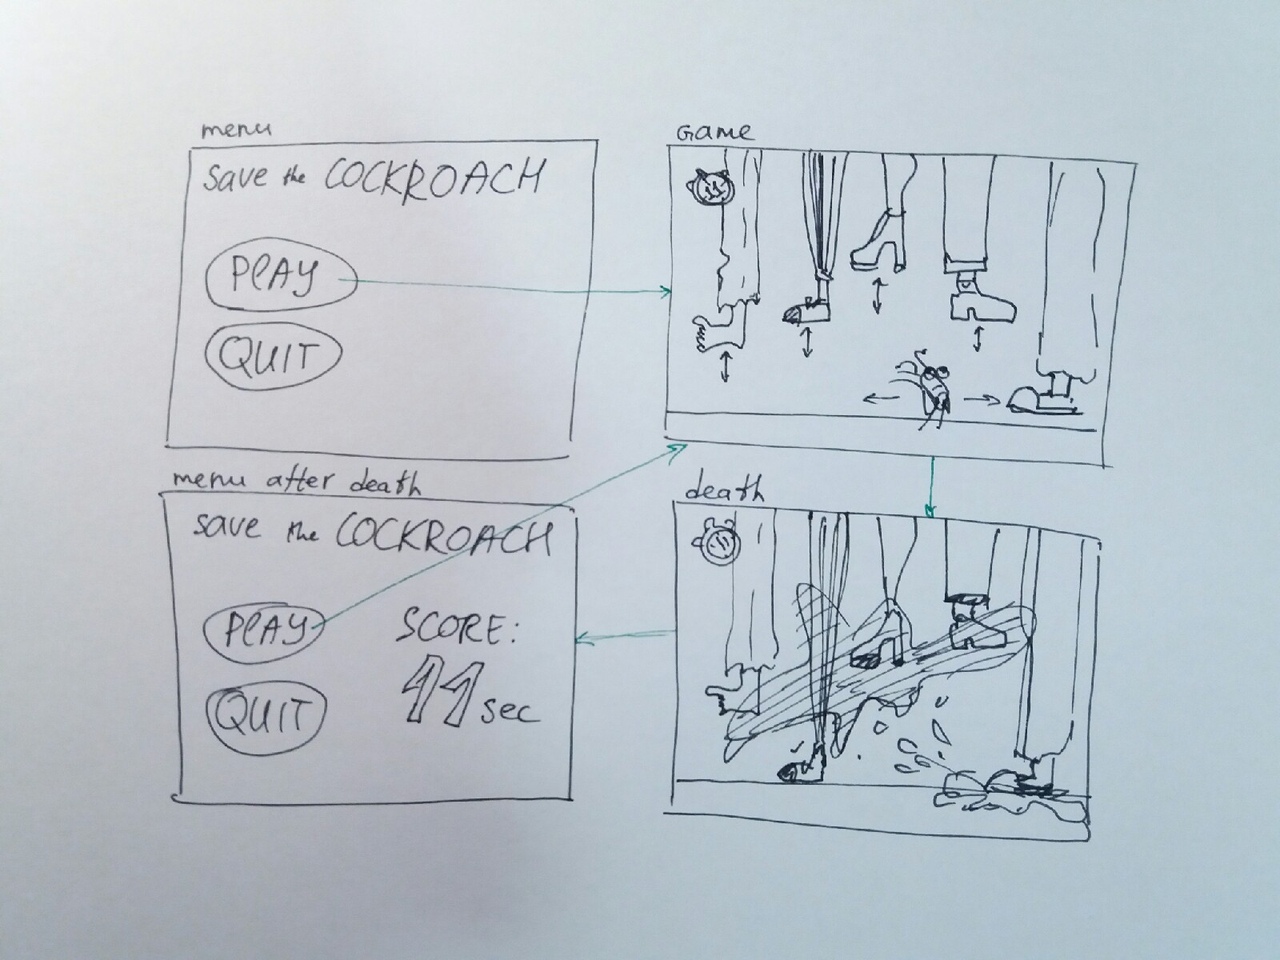 menu
save the COCKROACH
PLAY
QUIT
Game
menu after death
save the COCKROACH
PLAY
SCORE:
11 sec
QUIT
death